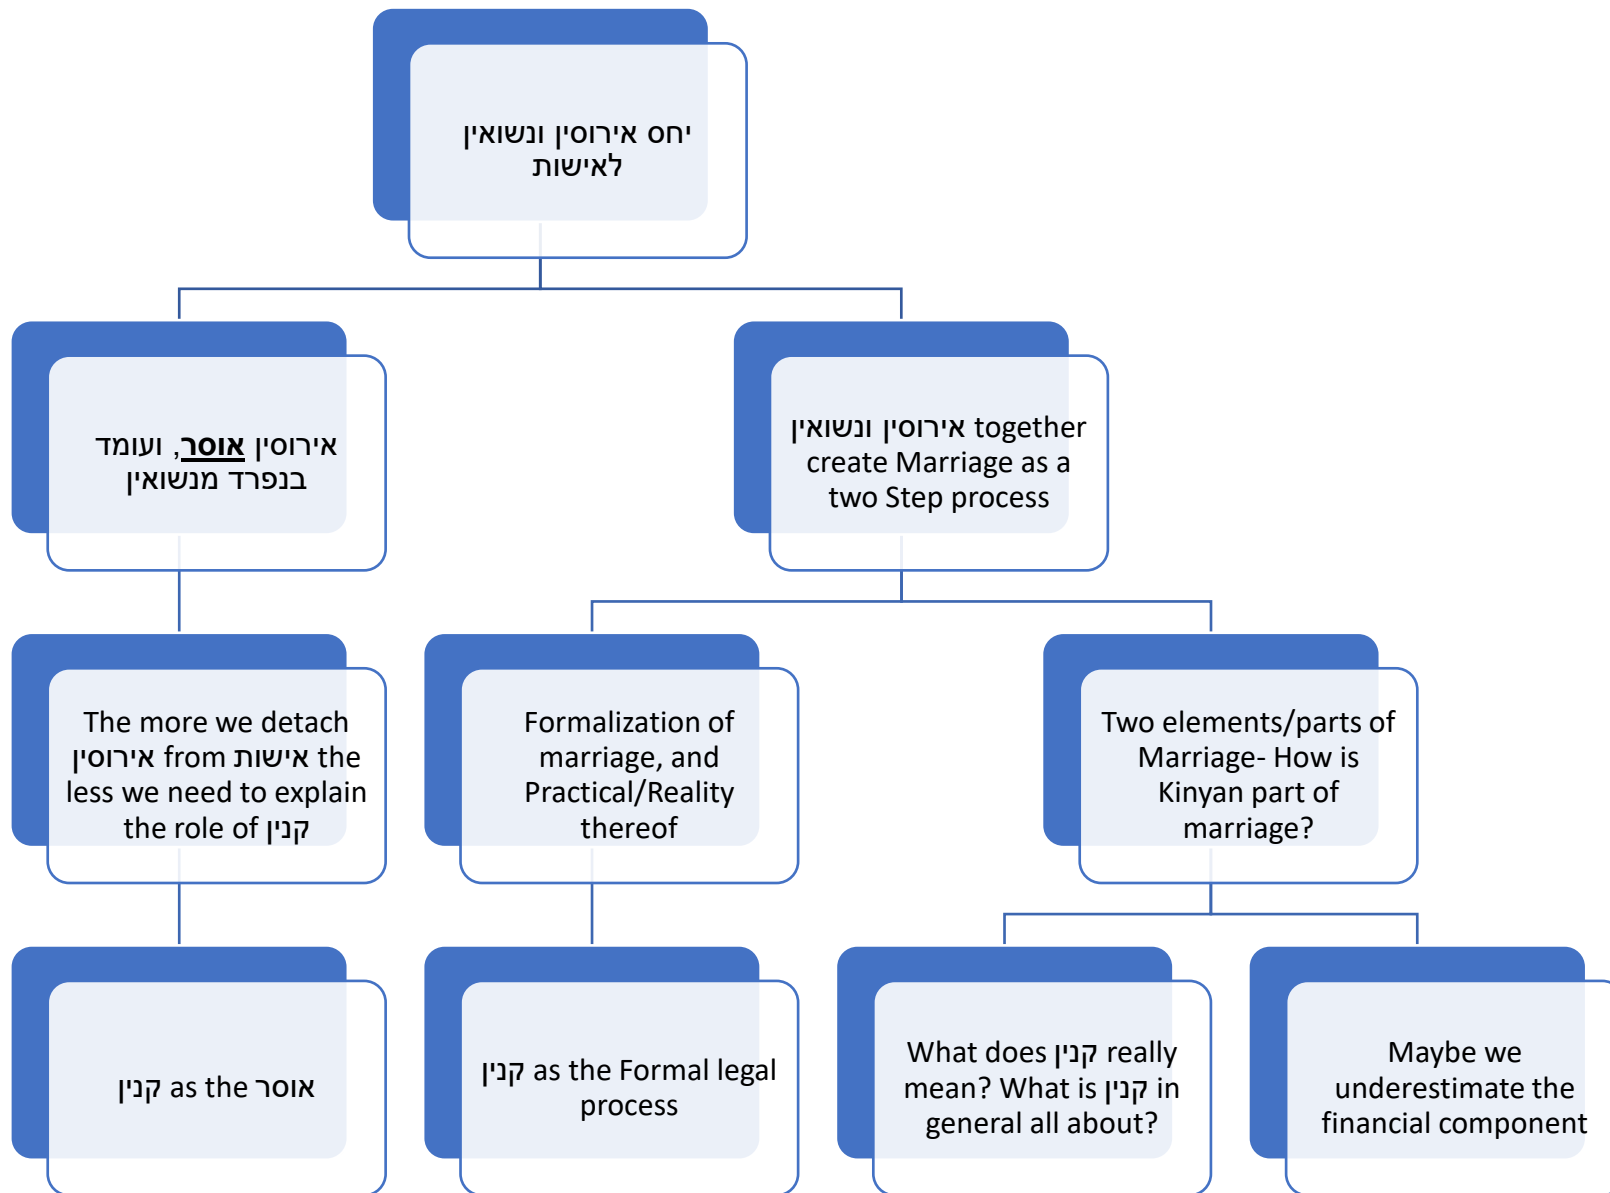 יחס אירוסין ונשואין
לאישות
אירוסין אוסר, ועומד
בנפרד מנשואין
אירוסין ונשואין together
create Marriage as a
two Step process
The more we detach
אירוסין from אישות the
less we need to explain
the role of קנין
Formalization of
marriage, and
Practical/Reality
thereof
Two elements/parts of
Marriage- How is
Kinyan part of
marriage?
קנין as the אוסר
קנין as the Formal legal
process
What does קנין really
mean? What is קנין in
general all about?
Maybe we
underestimate the
financial component